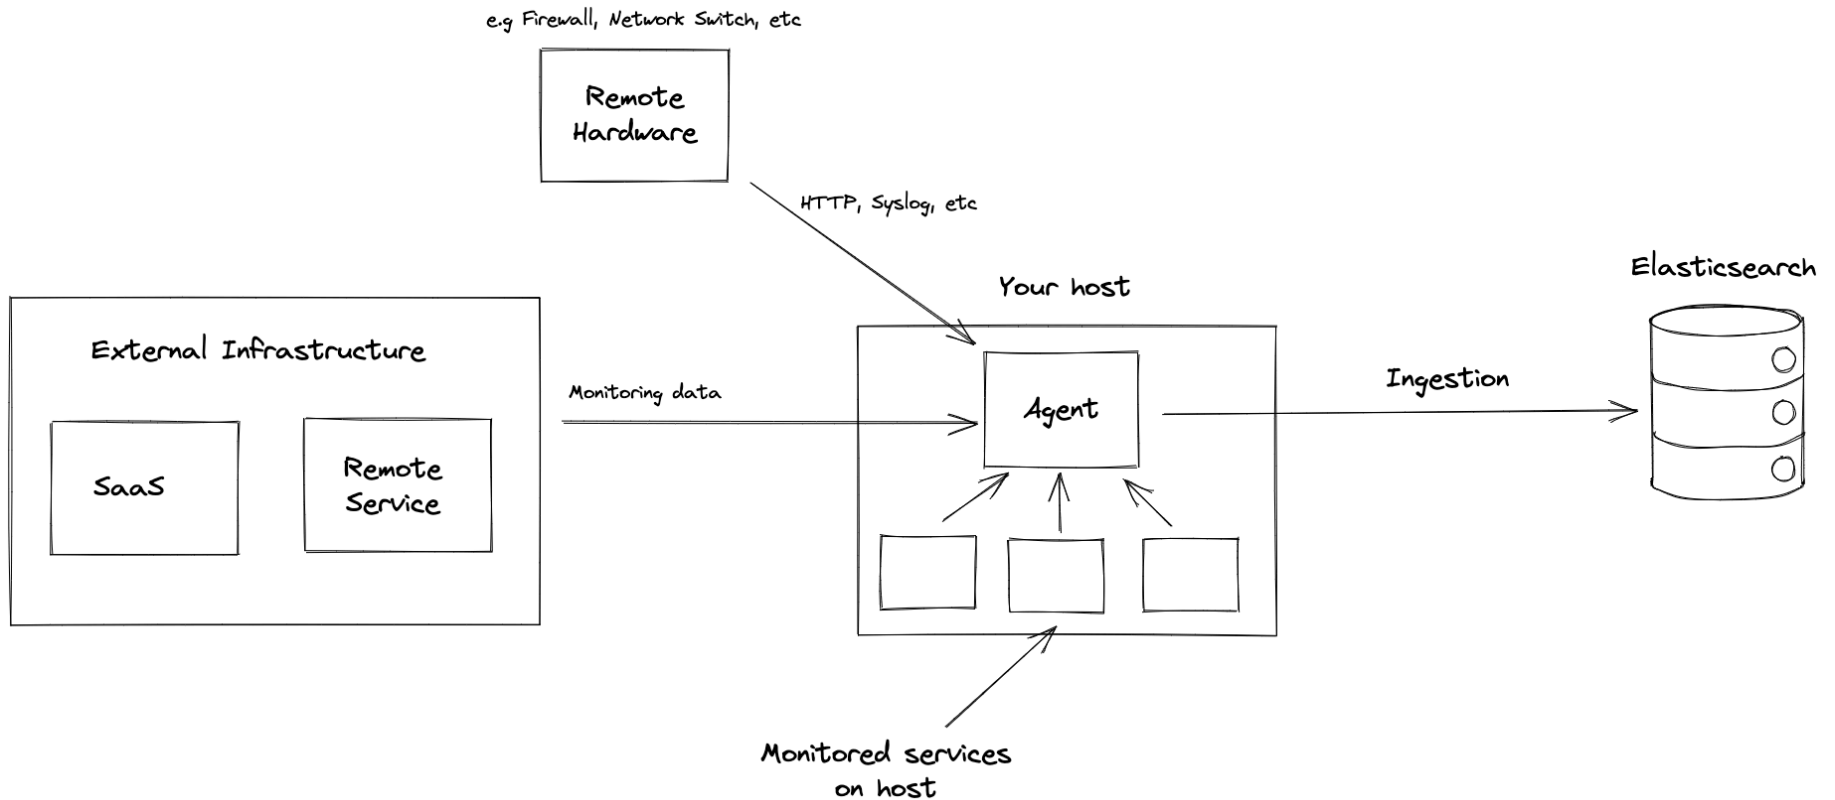 e.g Firewall, Network Switch, etc
Remote
Hardware
HTTP, Syslog, etc
Elasticsearch
Your host
External Infrastructure
Monitoring data
Ingestion
Agent
SaaS
Remote
Service
Monitored services
on host